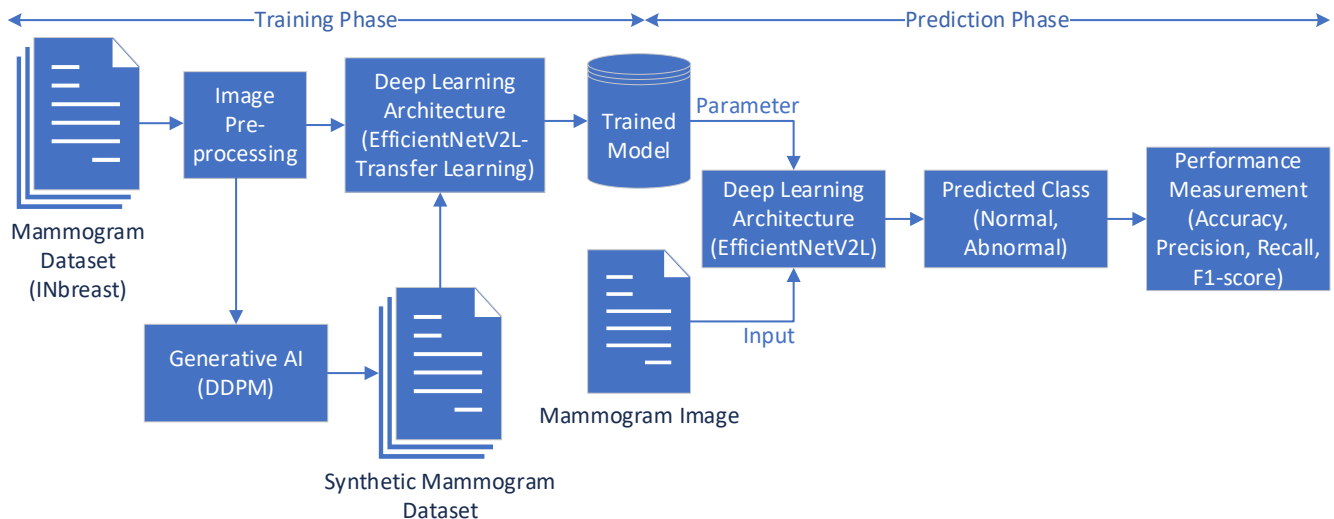 Training Phase
Prediction Phase
Image
Pre-
processing
Deep Learning
Architecture
(EfficientNetV2L-
Transfer Learning)
Trained
Model
Parameter
Mammogram
Dataset
(INbreast)
Deep Learning
Architecture
(EfficientNetV2L)
Predicted Class
(Normal,
Abnormal)
Performance
Measurement
(Accuracy,
Precision, Recall,
F1-score)
Generative AI
(DDPM)
Input
Mammogram Image
Synthetic Mammogram
Dataset